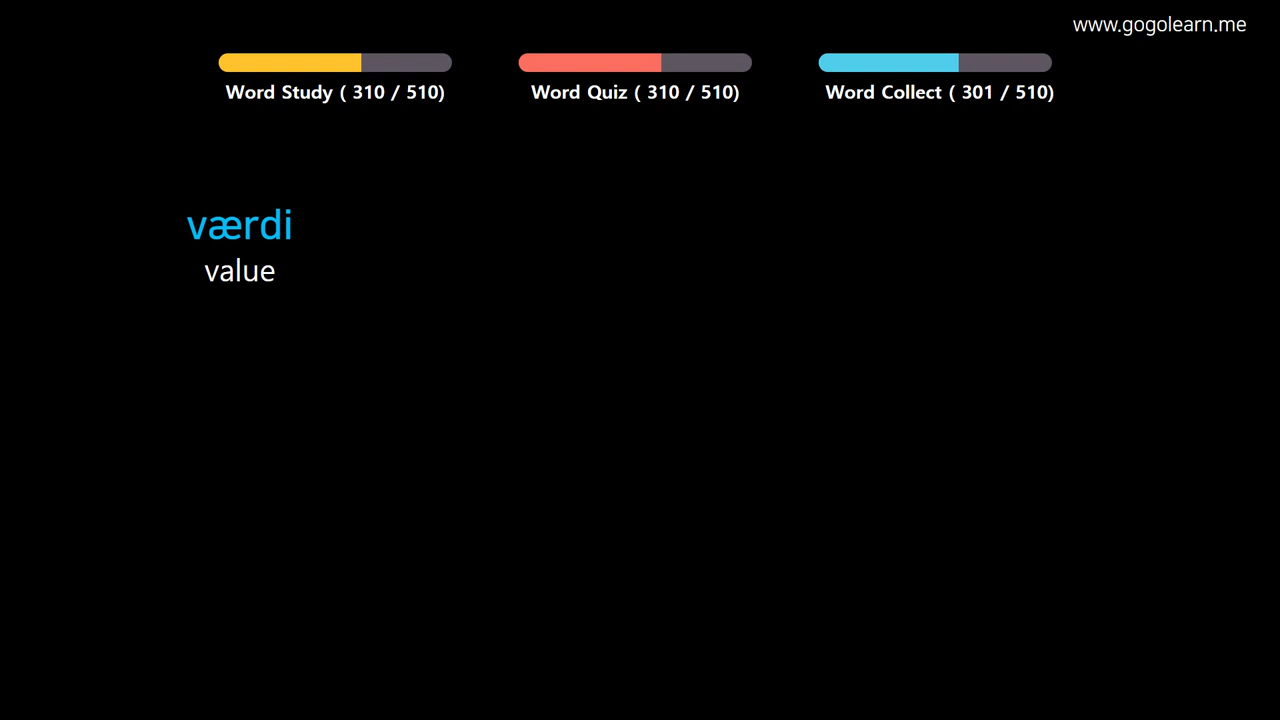 www.gogolearn.me
Word Study ( 310 / 510)
Word Quiz ( 310 / 510)
Word Collect ( 301 / 510)
værdi
value